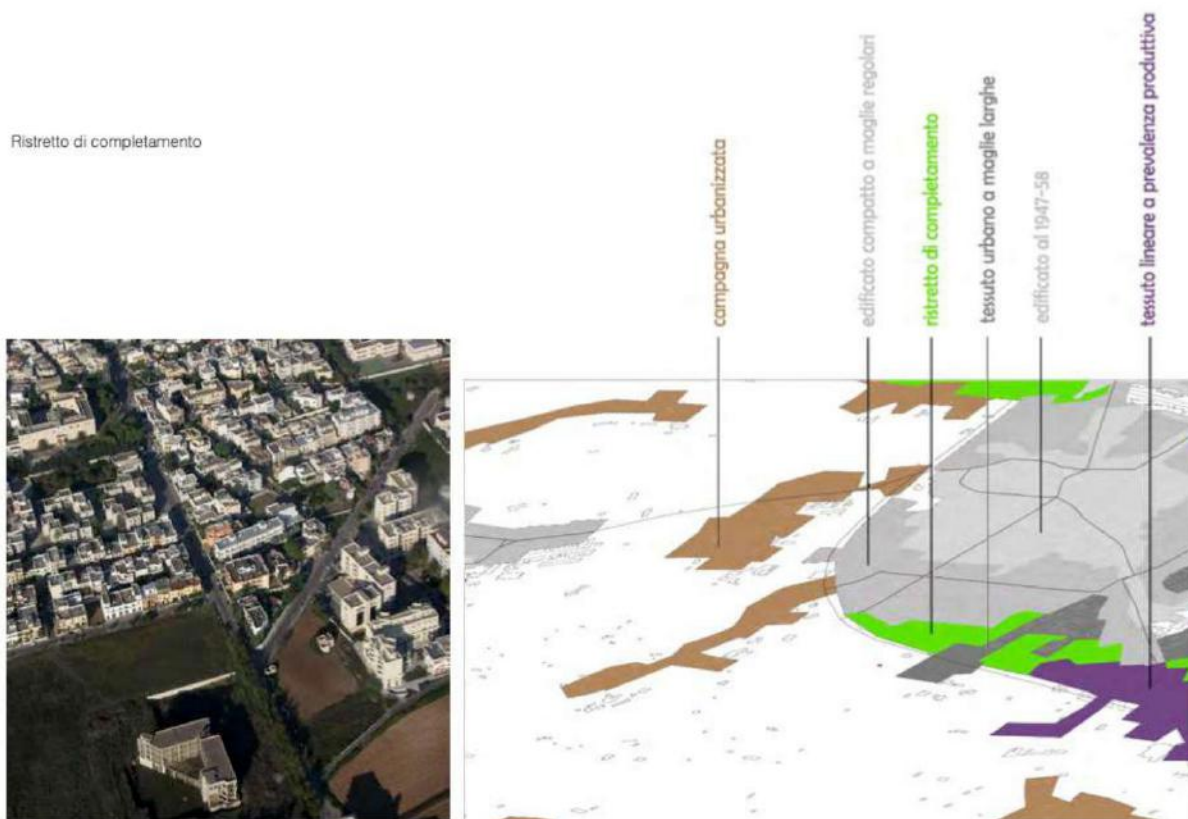 Ristretto di completamento
campagna urbanizzata
edificato compatto a maglie regolari
ristretto di completamento
tessuto urbano a maglie larghe
edificato al 1947-58
tessuto lineare a prevalenza produttiva